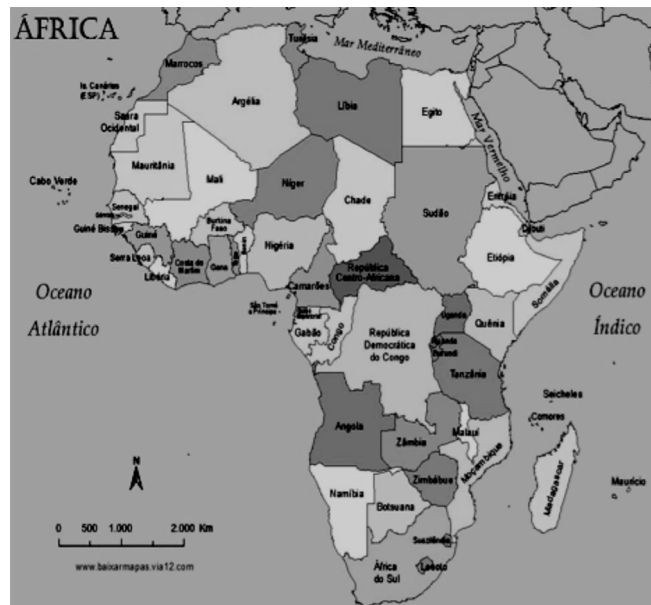 ÁFRICA
Mar Mediterrâneo
Tunísia
Marrocos
Is. Canárias
(ESP)
Argélia
Líbia
Egito
Saara
Ocidental
Mar Vermelho
Mauritânia
Mali
Níger
Chade
Sudão
Eritréia
Cabo Verde
Senegal
Guiné Bissau
Guiné
Burkina
Faso
Djibuti
Nigéria
Etiópia
Serra Leoa
Costa do
Marfim
Gana
Libéria
República
Centro-Africana
Camarões
Somália
Oceano
Atlântico
Oceano
Índico
São Tomé
e Príncipe
Gabão
Congo
República
Democrática
do Congo
Uganda
Quênia
Ruanda
Burundi
Tanzânia
Seicheles
Comores
Angola
Zâmbia
Malauí
Moçambique
Zimbábue
Madagascar
Maurício
N
Namíbia
Botsuana
0 500 1.000 2.000 Km
Suazilândia
África
do Sul
Lesoto
www.baixarmapas.via12.com